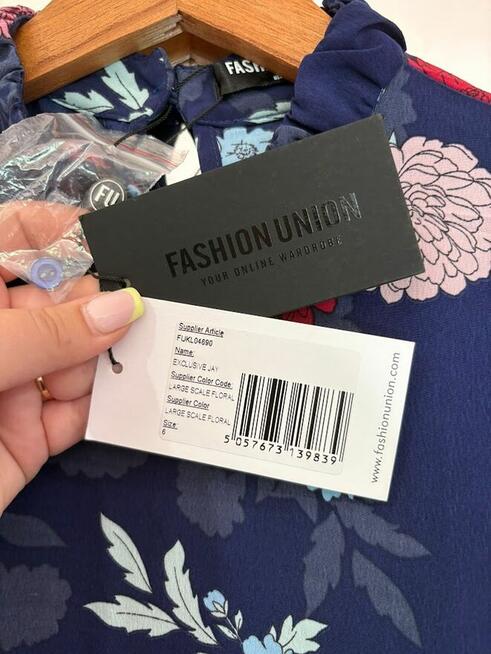 FASHI
FU
FASHION UNION
YOUR ONLINE WARDROBE
Supplier Article
FUKL04690
Name:
EXCLUSIVE JAY
Supplier Color Code:
LARGE SCALE FLORAL
Supplier Color
LARGE SCALE FLORAL
Size:
6
5 057673 139839
www.fashionunion.com